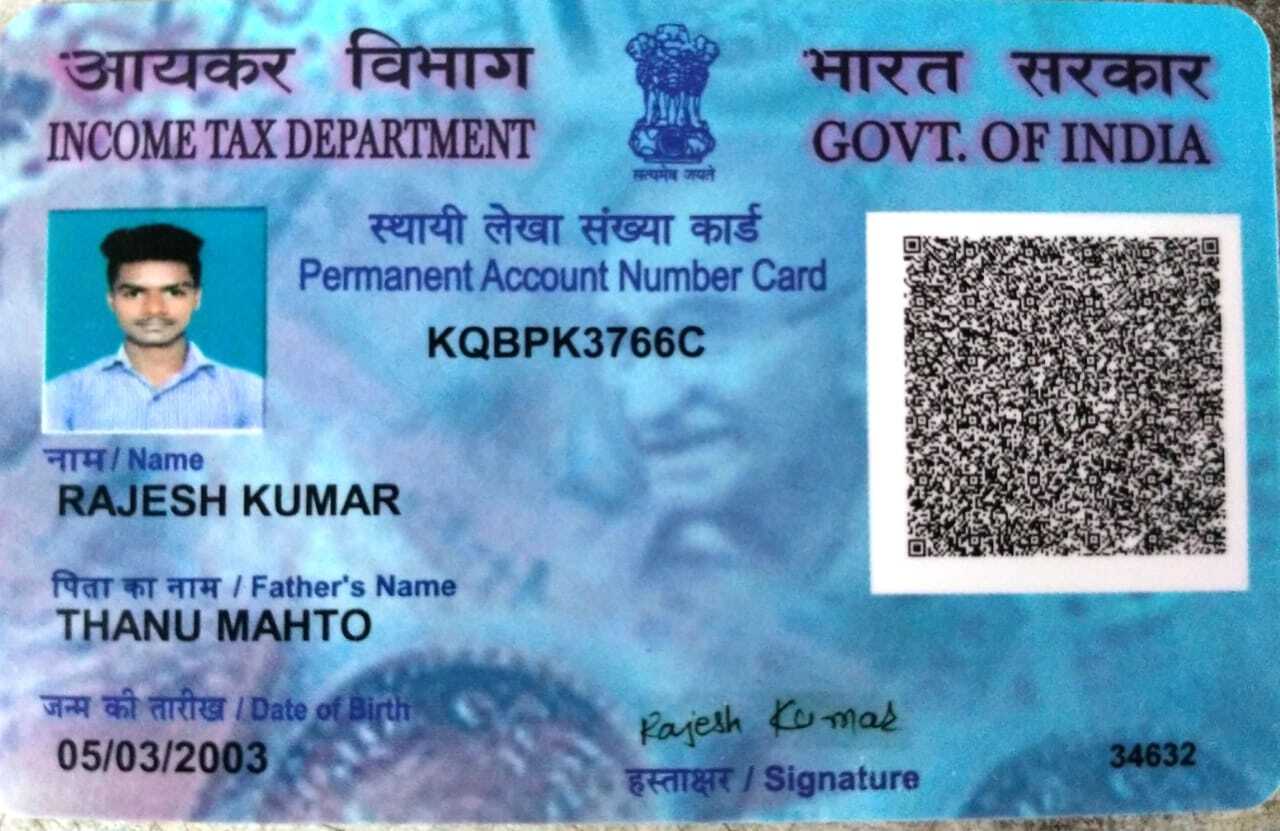 आयकर विभाग
INCOME TAX DEPARTMENT
सत्यमेव जयते
भारत सरकार
GOVT. OF INDIA
स्थायी लेखा संख्या कार्ड
Permanent Account Number Card
KQBPK3766C
नाम / Name
RAJESH KUMAR
पिता का नाम / Father's Name
THANU MAHTO
जन्म की तारीख / Date of Birth
05/03/2003
Rajesh Kumar
हस्ताक्षर / Signature
34632